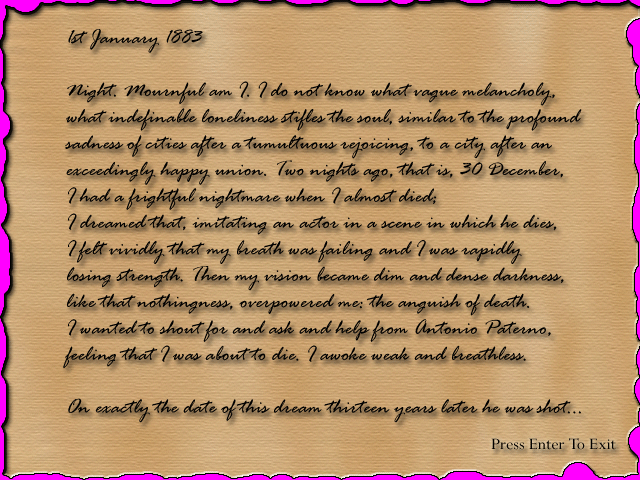 1st January 1883
Night. Mournful am I. I do not know what vague melancholy,
what indefinable loneliness stifles the soul, similar to the profound
sadness of cities after a tumultuous rejoicing, to a city after an
exceedingly happy union. Two nights ago, that is, 30 December,
I had a frightful nightmare when I almost died;
I dreamed that, imitating an actor in a scene in which he dies,
I felt vividly that my breath was failing and I was rapidly
losing strength. Then my vision became dim and dense darkness,
like that nothingness, overpowered me: the anguish of death.
I wanted to shout for and ask and help from Antonio Paterno,
feeling that I was about to die. I awoke weak and breathless.
On exactly the date of this dream thirteen years later he was shot...
Press Enter To Exit